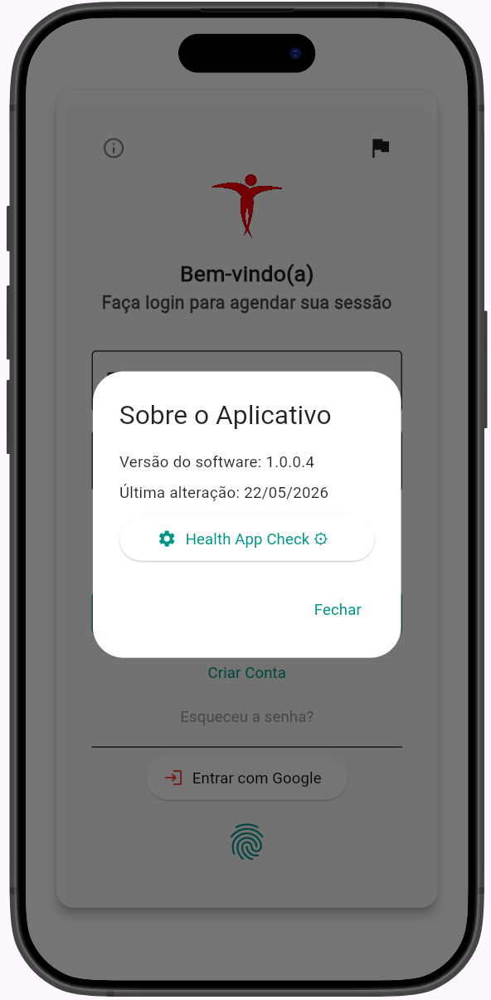 Bem-vindo(a)
Faça login para agendar sua sessão
Sobre o Aplicativo
Versão do software: 1.0.0.4
Última alteração: 22/05/2026
Health App Check
Fechar
Criar Conta
Esqueceu a senha?
Entrar com Google